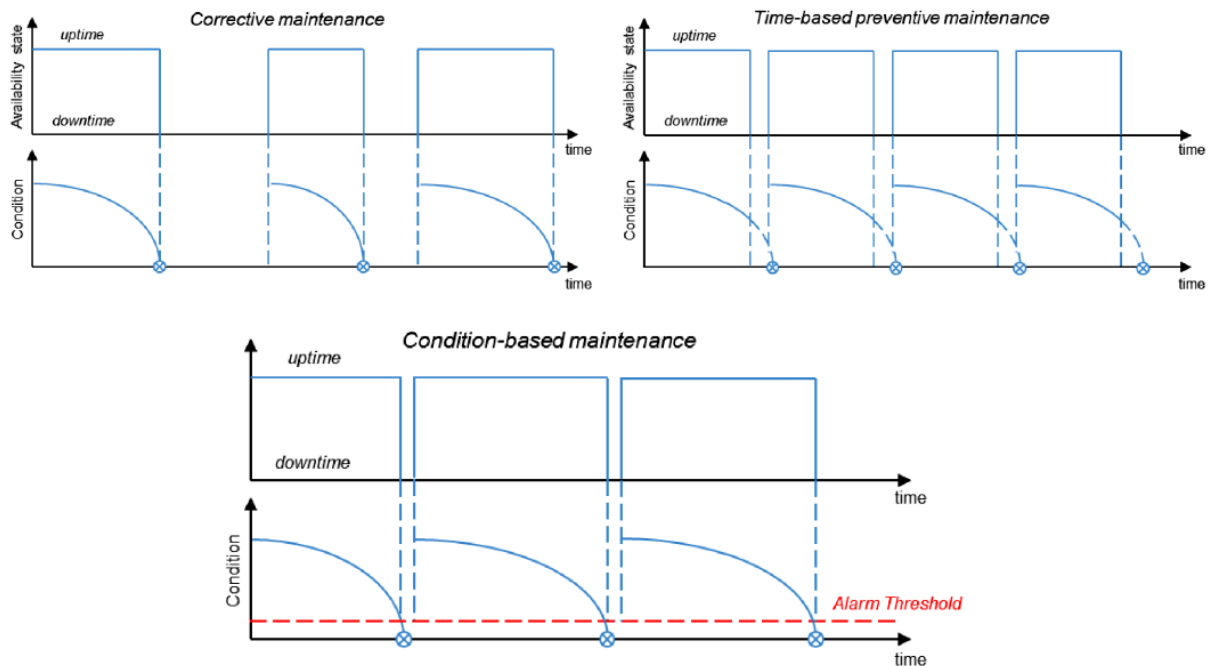 Corrective maintenance
Availability state
uptime
downtime
time
Condition
time
Time-based preventive maintenance
Availability state
uptime
downtime
time
Condition
time
Condition-based maintenance
uptime
downtime
time
Condition
Alarm Threshold
time